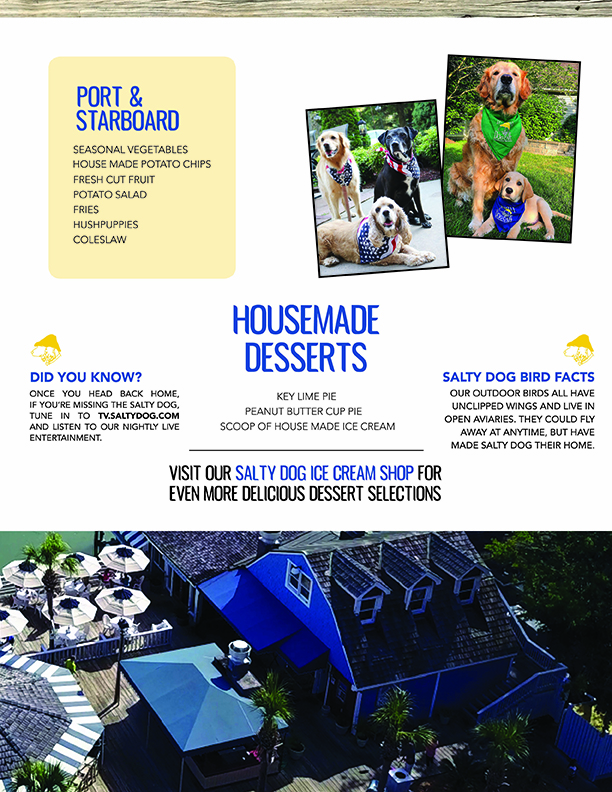 PORT &
STARBOARD
SEASONAL VEGETABLES
HOUSE MADE POTATO CHIPS
FRESH CUT FRUIT
POTATO SALAD
FRIES
HUSHPUPPIES
COLESLAW
HOUSEMADE
DESSERTS
KEY LIME PIE
PEANUT BUTTER CUP PIE
SCOOP OF HOUSE MADE ICE CREAM
DID YOU KNOW?
ONCE YOU HEAD BACK HOME,
IF YOU'RE MISSING THE SALTY DOG,
TUNE IN TO TV.SALTYDOG.COM
AND LISTEN TO OUR NIGHTLY LIVE
ENTERTAINMENT.
SALTY DOG BIRD FACTS
OUR OUTDOOR BIRDS ALL HAVE
UNCLIPPED WINGS AND LIVE IN
OPEN AVIARIES. THEY COULD FLY
AWAY AT ANYTIME, BUT HAVE
MADE SALTY DOG THEIR HOME.
VISIT OUR SALTY DOG ICE CREAM SHOP FOR
EVEN MORE DELICIOUS DESSERT SELECTIONS